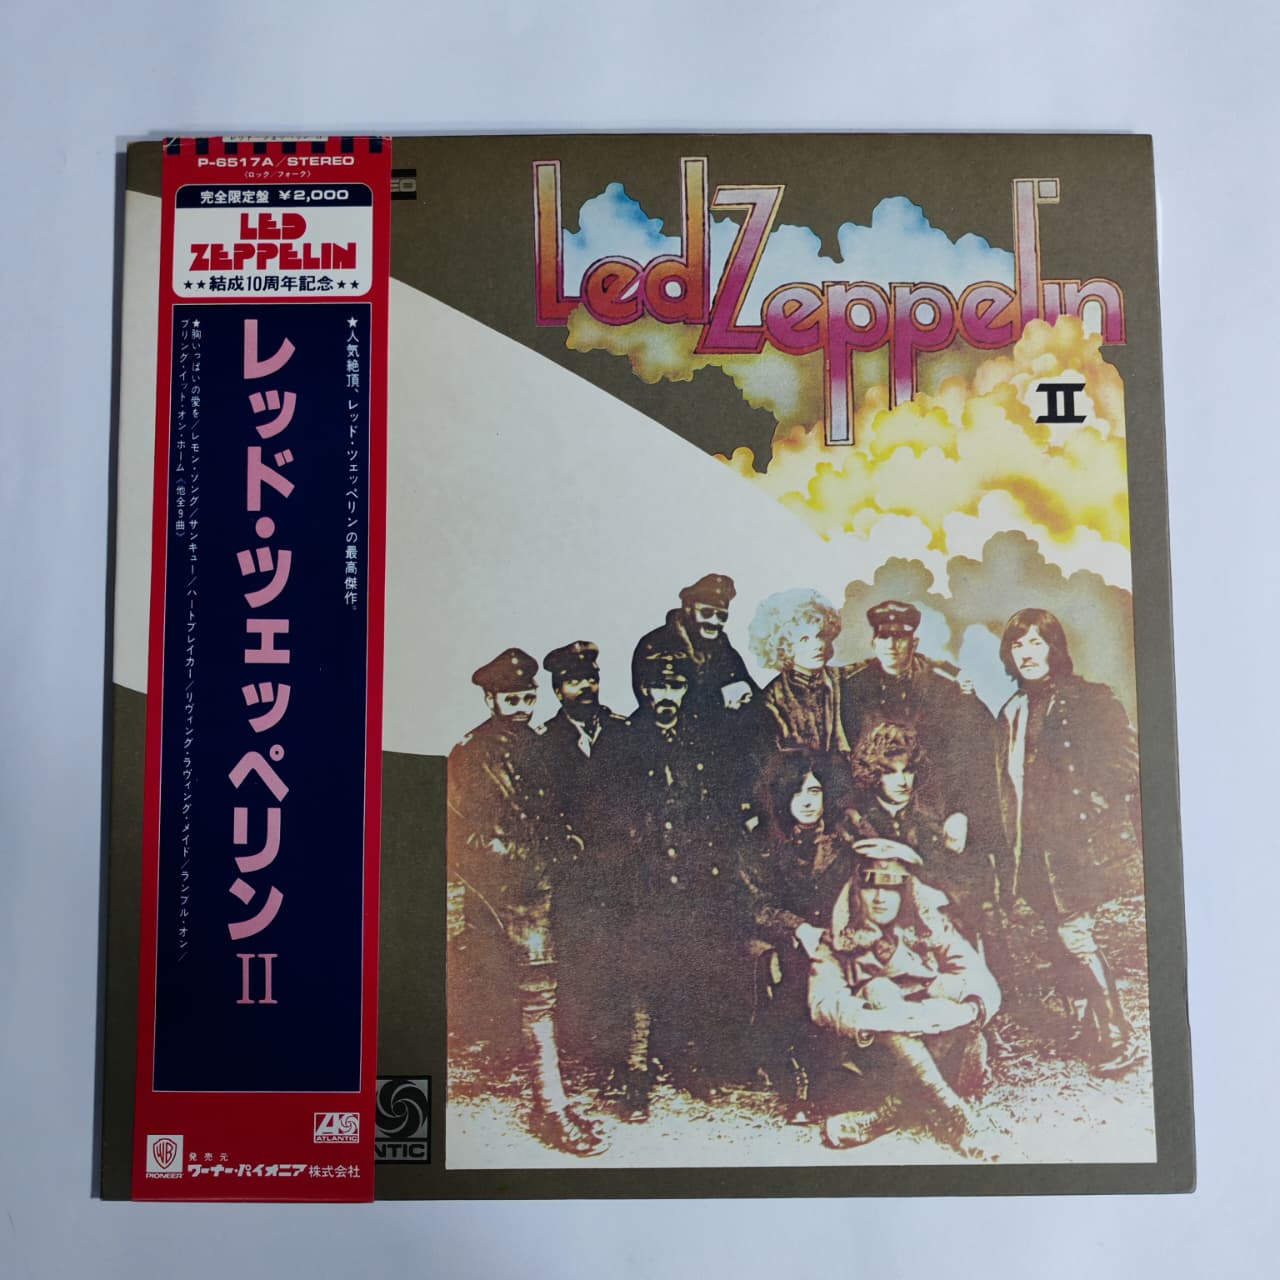 P-6517A/STEREO
〈ロック/フォーク〉
完全限定盤 ¥2,000
LED
ZEPPELIN
★★結成10周年記念★★
★人気絶頂、レッド・ツェッペリンの最高傑作。
レッド・ツェッペリン II
★胸いっぱいの愛を/レモン・ソング/サンキュー/ハートブレイカー/リヴィング・ラヴィング・メイド/ランブル・オン/
ブリング・イット・オン・ホーム《他全9曲》
ATLANTIC
WB
PIONEER
発売元
ワーナー・パイオニア株式会社
Led Zeppelin
II
NTIC